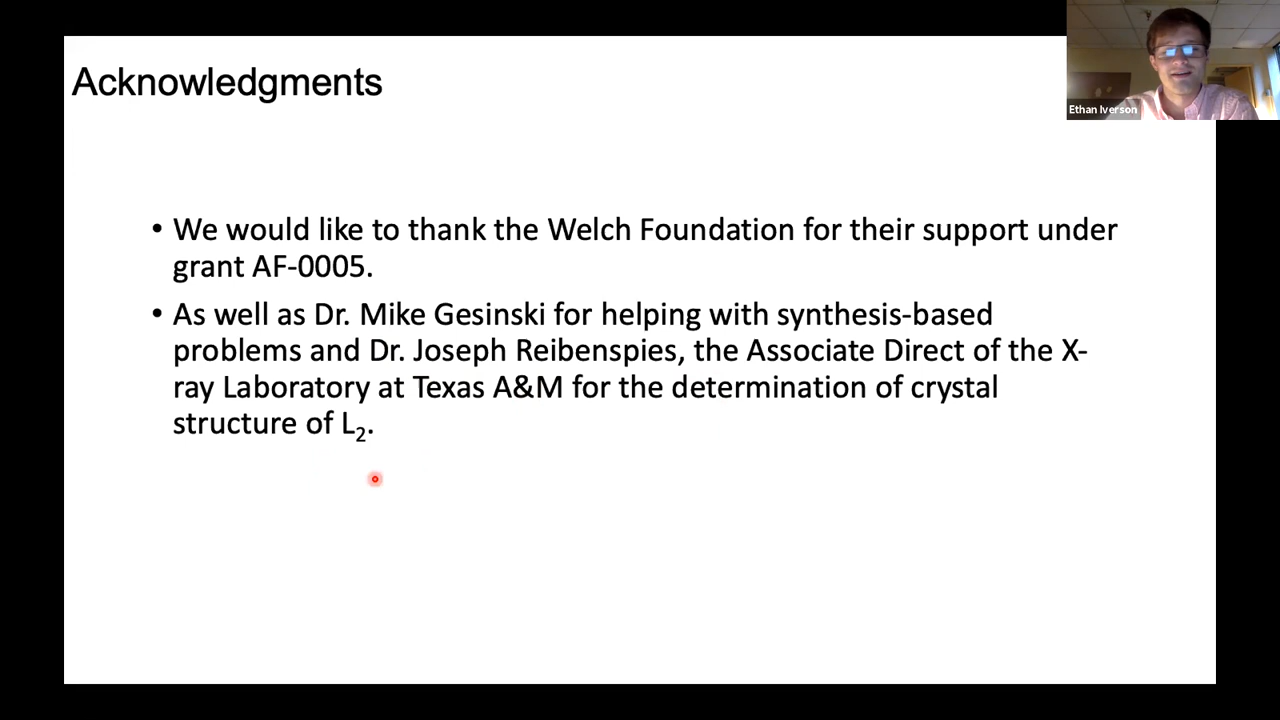 Acknowledgments
Ethan Iverson
• We would like to thank the Welch Foundation for their support under
grant AF-0005.
• As well as Dr. Mike Gesinski for helping with synthesis-based
problems and Dr. Joseph Reibenspies, the Associate Direct of the X-
ray Laboratory at Texas A&M for the determination of crystal
structure of L₂.